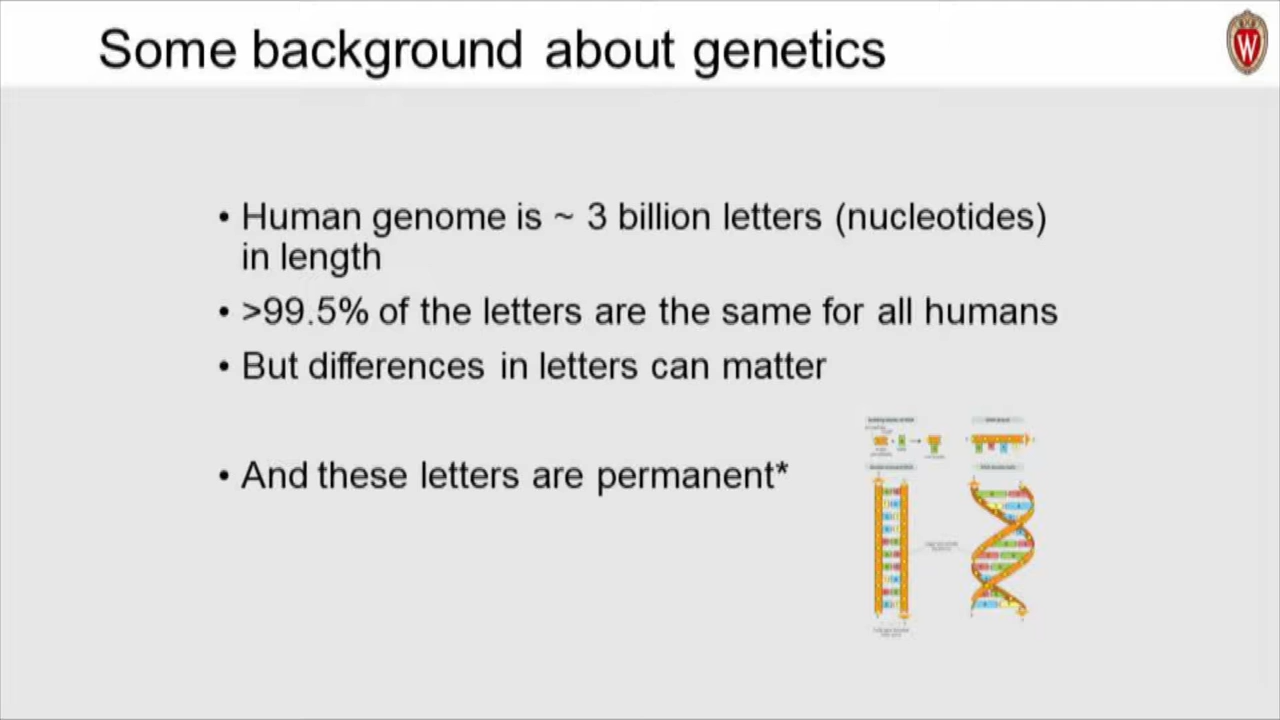 Some background about genetics
W
• Human genome is ~ 3 billion letters (nucleotides)
in length
• >99.5% of the letters are the same for all humans
• But differences in letters can matter
• And these letters are permanent*